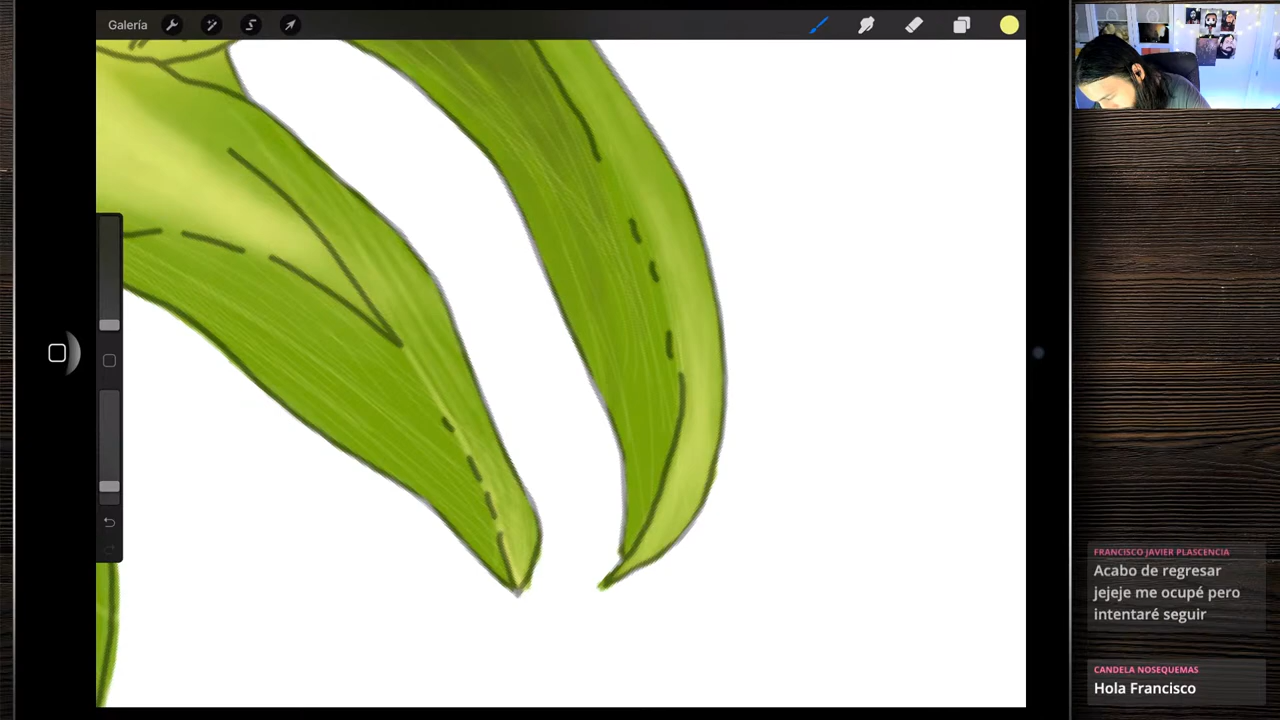 Galería
FRANCISCO JAVIER PLASCENCIA
Acabo de regresar
jejeje me ocupé pero
intentaré seguir
CANDELA NOSEQUEMAS
Hola Francisco